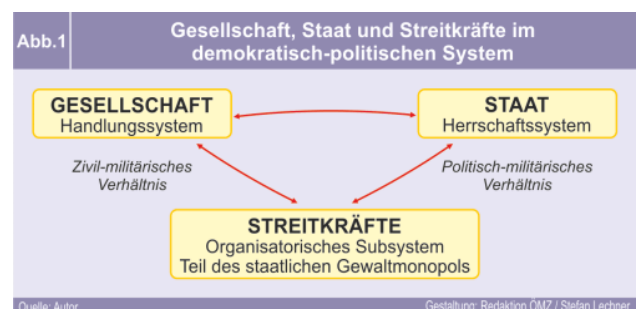 Abb.1
Gesellschaft, Staat und Streitkräfte im
demokratisch-politischen System
GESELLSCHAFT
Handlungssystem
STAAT
Herrschaftssystem
Zivil-militärisches
Verhältnis
Politisch-militärisches
Verhältnis
STREITKRÄFTE
Organisatorisches Subsystem
Teil des staatlichen Gewaltmonopols
Quelle: Autor
Gestaltung: Redaktion ÖMZ / Stefan Lechner